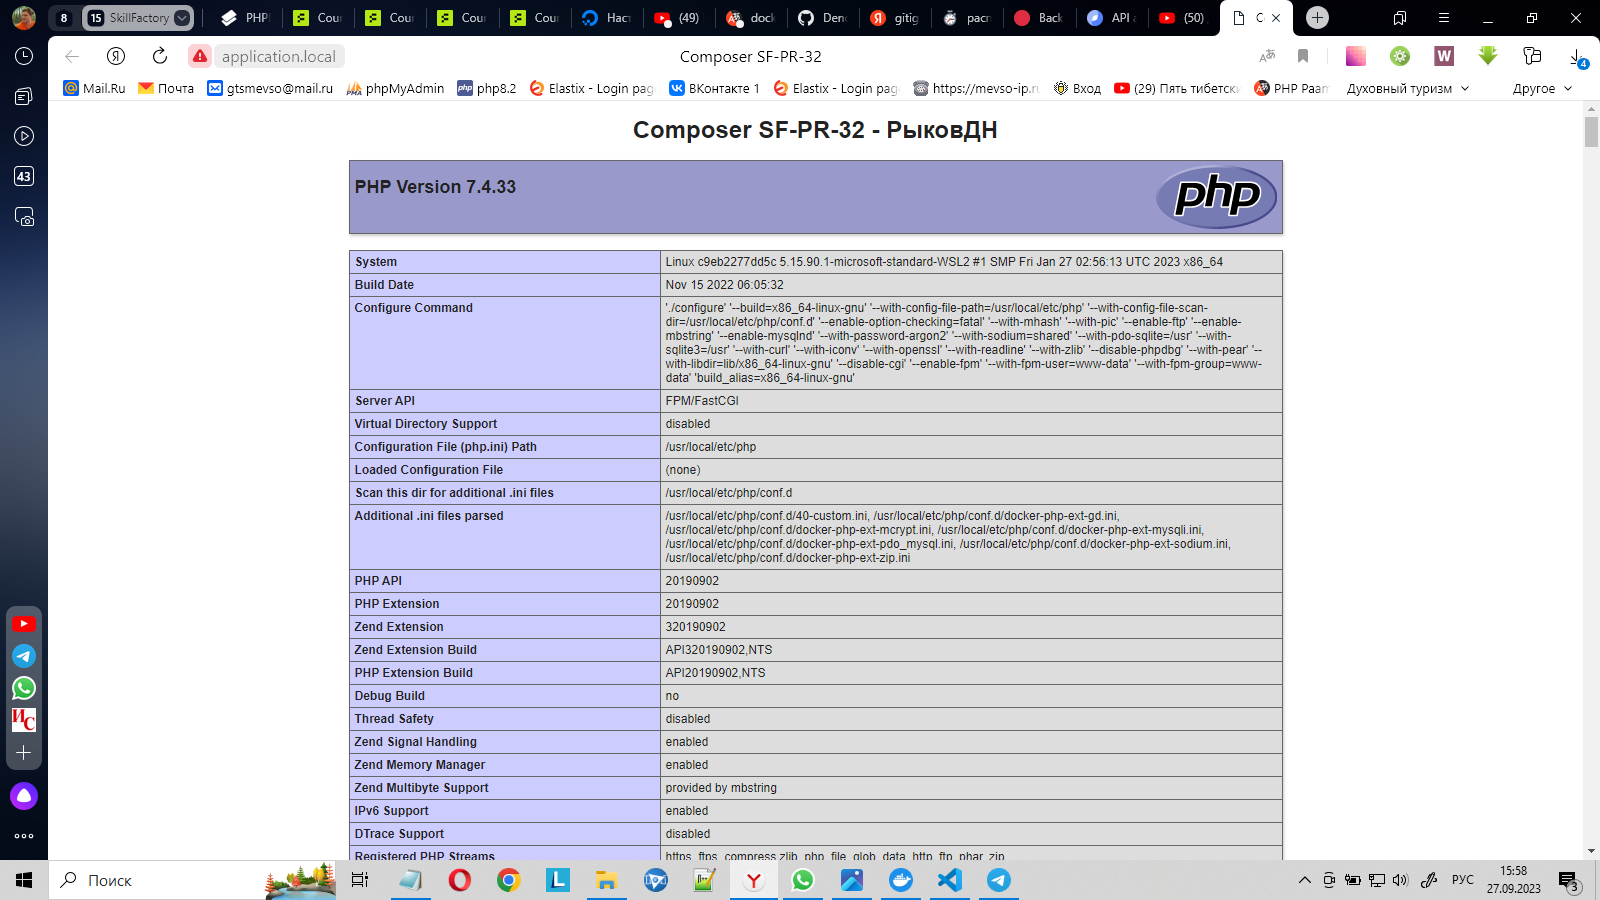 8
15
SkillFactory
PHP
Cour
Cour
Cour
Cour
Наст
(49)
dock
Denc
gitig
распа
Back
API а
(50)
C
application.local
Composer SF-PR-32
4
Mail.Ru
Почта
gtsmevso@mail.ru
phpMyAdmin
php8.2
Elastix - Login pag
ВКонтакте 1
Elastix - Login pag
https://mevso-ip.ru
Вход
(29) Пять тибетски
PHP Paam
Духовный туризм
Другое
43
Composer SF-PR-32 - РыковДН
PHP Version 7.4.33
php
System Linux c9eb2277dd5c 5.15.90.1-microsoft-standard-WSL2 #1 SMP Fri Jan 27 02:56:13 UTC 2023 x86_64
Build Date Nov 15 2022 06:05:32
Configure Command './configure' '--build=x86_64-linux-gnu' '--with-config-file-path=/usr/local/etc/php' '--with-config-file-scan-
dir=/usr/local/etc/php/conf.d' '--enable-option-checking=fatal' '--with-mhash' '--with-pic' '--enable-ftp' '--enable-
mbstring' '--enable-mysqlnd' '--with-password-argon2' '--with-sodium=shared' '--with-pdo-sqlite=/usr' '--with-
sqlite3=/usr' '--with-curl' '--with-iconv' '--with-openssl' '--with-readline' '--with-zlib' '--disable-phpdbg' '--with-pear' '--
with-libdir=lib/x86_64-linux-gnu' '--disable-cgi' '--enable-fpm' '--with-fpm-user=www-data' '--with-fpm-group=www-
data' 'build_alias=x86_64-linux-gnu'
Server API FPM/FastCGI
Virtual Directory Support disabled
Configuration File (php.ini) Path /usr/local/etc/php
Loaded Configuration File (none)
Scan this dir for additional .ini files /usr/local/etc/php/conf.d
Additional .ini files parsed /usr/local/etc/php/conf.d/40-custom.ini, /usr/local/etc/php/conf.d/docker-php-ext-gd.ini,
/usr/local/etc/php/conf.d/docker-php-ext-mcrypt.ini, /usr/local/etc/php/conf.d/docker-php-ext-mysqli.ini,
/usr/local/etc/php/conf.d/docker-php-ext-pdo_mysql.ini, /usr/local/etc/php/conf.d/docker-php-ext-sodium.ini,
/usr/local/etc/php/conf.d/docker-php-ext-zip.ini
PHP API 20190902
PHP Extension 20190902
Zend Extension 320190902
Zend Extension Build API320190902,NTS
PHP Extension Build API20190902,NTS
Debug Build no
Thread Safety disabled
Zend Signal Handling enabled
Zend Memory Manager enabled
Zend Multibyte Support provided by mbstring
IPv6 Support enabled
DTrace Support disabled
Registered PHP Streams https, ftps, compress.zlib, php, file, glob, data, http, ftp, phar, zip
Поиск
РУС
15:58
27.09.2023
3